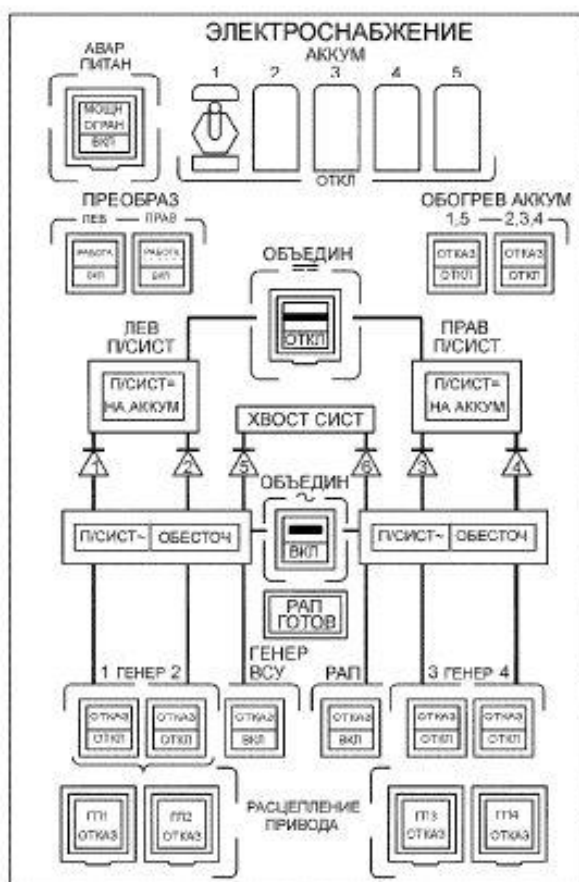 ЭЛЕКТРОСНАБЖЕНИЕ
АВАР
ПИТАН
АККУМ
1 2 3 4 5
МОЩН
ОГРАН
ВКЛ
ОТКЛ
ПРЕОБРАЗ
ЛЕВ ПРАВ
ОБОГРЕВ АККУМ
1,5 2,3,4
РАБОТА РАБОТА
ВКЛ ВКЛ
ОТКАЗ ОТКАЗ
ОТКЛ ОТКЛ
ОБЪЕДИН
==
ОТКЛ
ЛЕВ
П/СИСТ
ПРАВ
П/СИСТ
П/СИСТ=
НА АККУМ
П/СИСТ=
НА АККУМ
ХВОСТ СИСТ
1 2 5 6 3 4
ОБЪЕДИН
~
П/СИСТ~ ОБЕСТОЧ
ВКЛ
П/СИСТ~ ОБЕСТОЧ
РАП
ГОТОВ
1 ГЕНЕР 2
ГЕНЕР
ВСУ
РАП
3 ГЕНЕР 4
ОТКАЗ ОТКАЗ ОТКАЗ ОТКАЗ ОТКАЗ ОТКАЗ
ОТКЛ ОТКЛ ВКЛ ВКЛ ОТКЛ ОТКЛ
РАСЦЕПЛЕНИЕ
ПРИВОДА
ГП1
ОТКАЗ
ГП2
ОТКАЗ
ГП3
ОТКАЗ
ГП4
ОТКАЗ